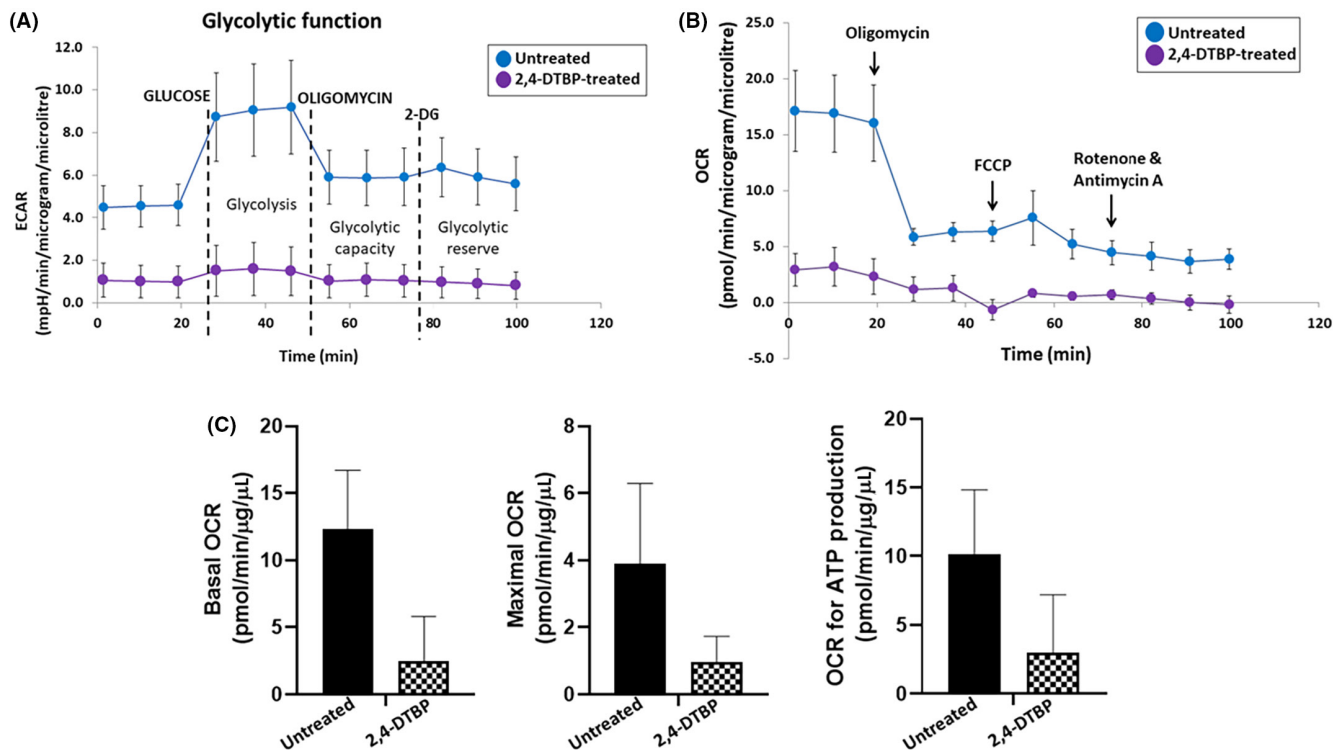 (A)
Glycolytic function
Untreated
2,4-DTBP-treated
12.0
10.0
8.0
6.0
4.0
2.0
0.0
ECAR
(mpH/min/microgram/microlitre)
GLUCOSE
OLIGOMYCIN
2-DG
Glycolysis
Glycolytic
capacity
Glycolytic
reserve
0
20
40
60
80
100
120
Time (min)
(B)
Untreated
2,4-DTBP-treated
25.0
20.0
15.0
10.0
5.0
0.0
-5.0
OCR
(pmol/min/microgram/microlitre)
Oligomycin
FCCP
Rotenone &
Antimycin A
0
20
40
60
80
100
120
Time (min)
(C)
20
15
10
5
0
Basal OCR
(pmol/min/μg/μL)
Untreated
2,4-DTBP
8
6
4
2
0
Maximal OCR
(pmol/min/μg/μL)
Untreated
2,4-DTBP
20
15
10
5
0
OCR for ATP production
(pmol/min/μg/μL)
Untreated
2,4-DTBP